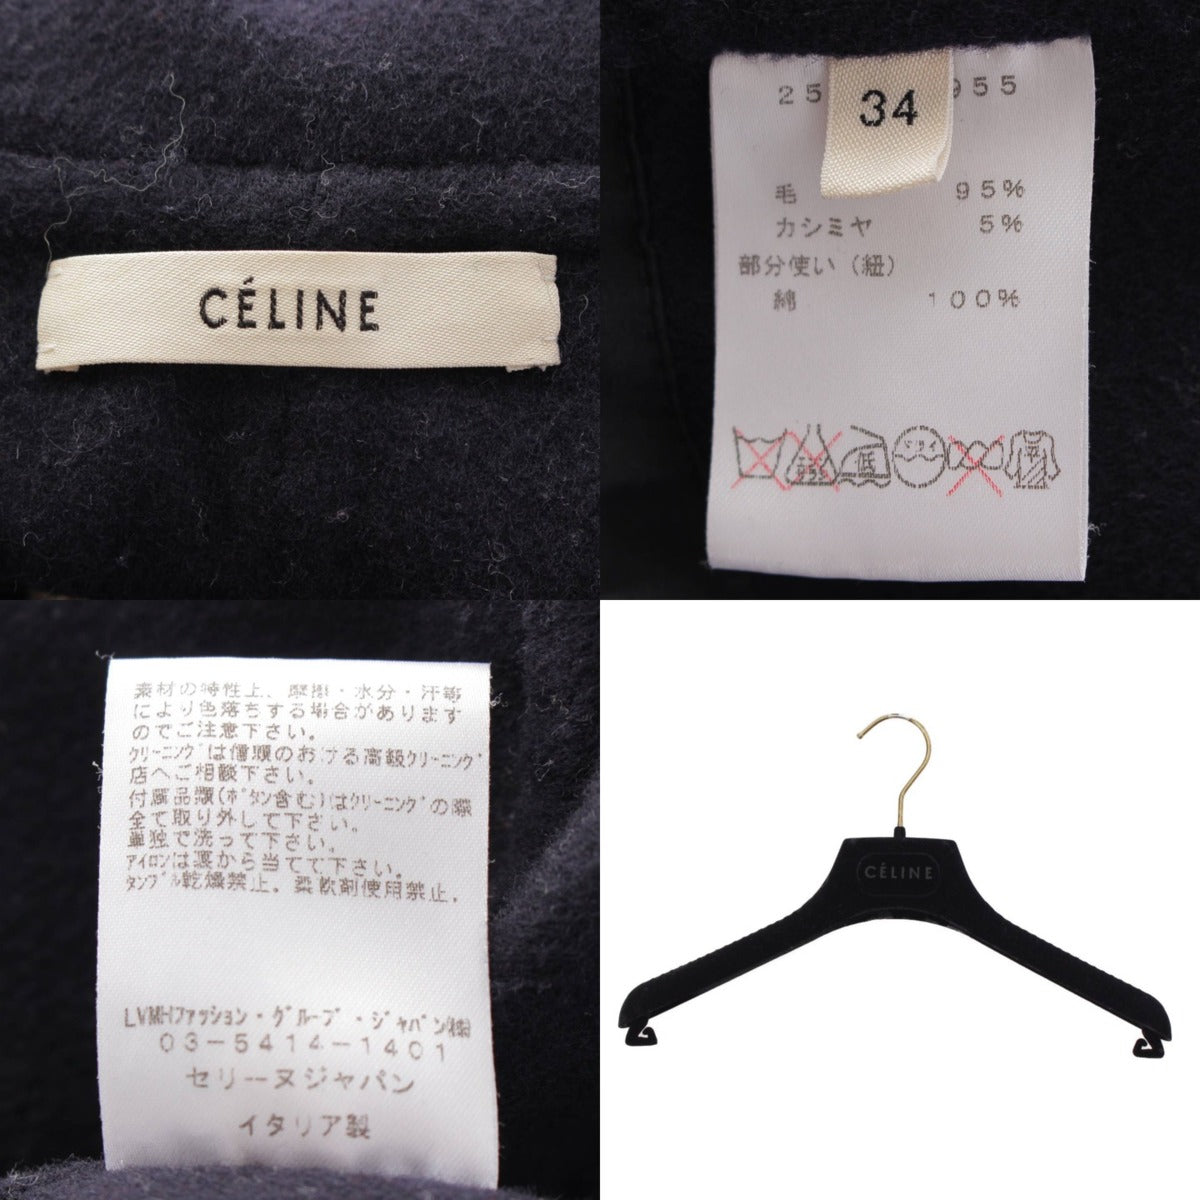 CÉLINE
25 955
34
毛 95%
カシミヤ 5%
部分使い（紐）
綿 100%
低
素材の特性上、摩擦・水分・汗等
により色落ちする場合があります
のでご注意下さい。
クリーニングは信頼のおける高級クリーニング
店へご相談下さい。
付属品類(ボタン含む)はクリーニングの際
全て取り外して下さい。
単独で洗って下さい。
アイロンは裏から当てて下さい。
タンブル乾燥禁止。柔軟剤使用禁止。
LVMHファッション・グループ・ジャパン㈱
03-5414-1401
セリーヌジャパン
イタリア製
CÉLINE